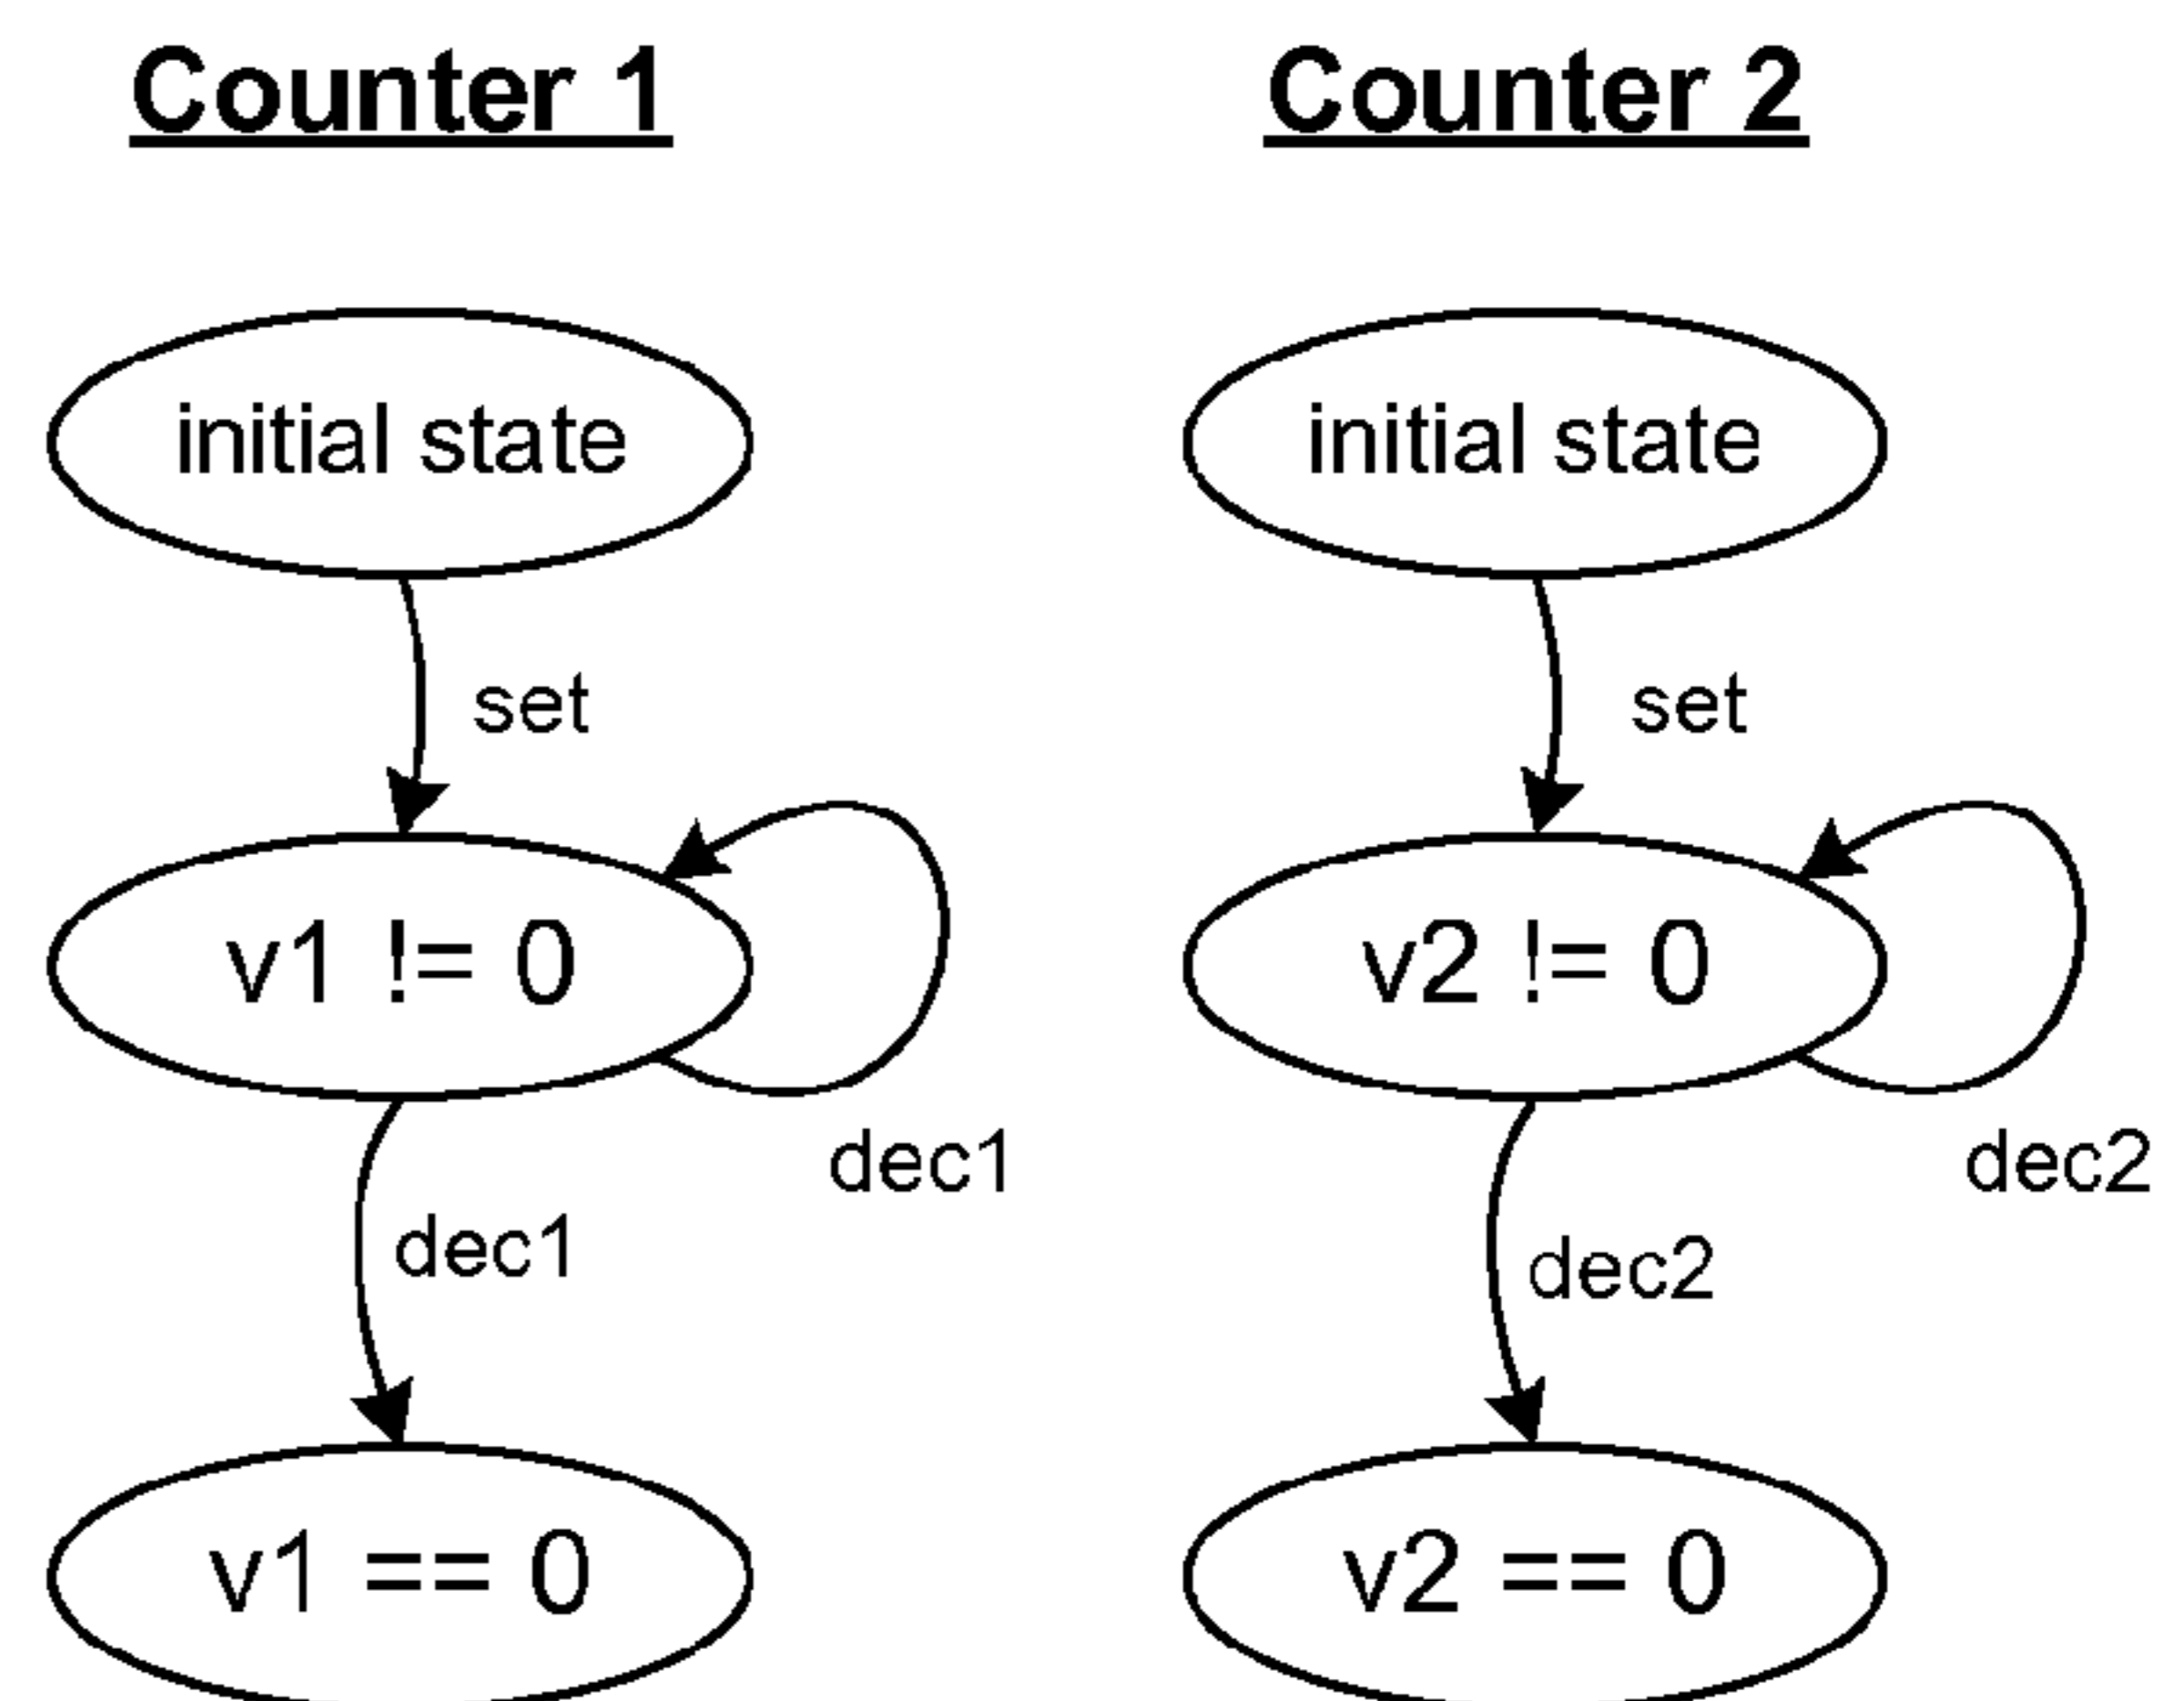 Counter 1
initial state
set
v1 != 0
dec1
dec1
v1 == 0
Counter 2
initial state
set
v2 != 0
dec2
dec2
v2 == 0